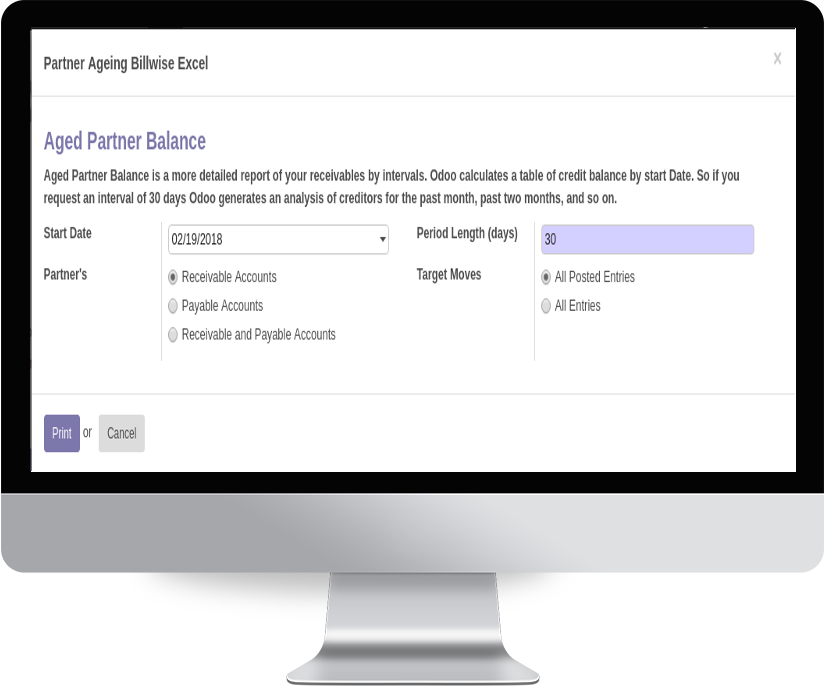 Partner Ageing Billwise Excel
x
Aged Partner Balance
Aged Partner Balance is a more detailed report of your receivables by intervals. Odoo calculates a table of credit balance by start Date. So if you
request an interval of 30 days Odoo generates an analysis of creditors for the past month, past two months, and so on.
Start Date 02/19/2018 Period Length (days) 30
Partner's Receivable Accounts Target Moves All Posted Entries
Payable Accounts All Entries
Receivable and Payable Accounts
Print or Cancel